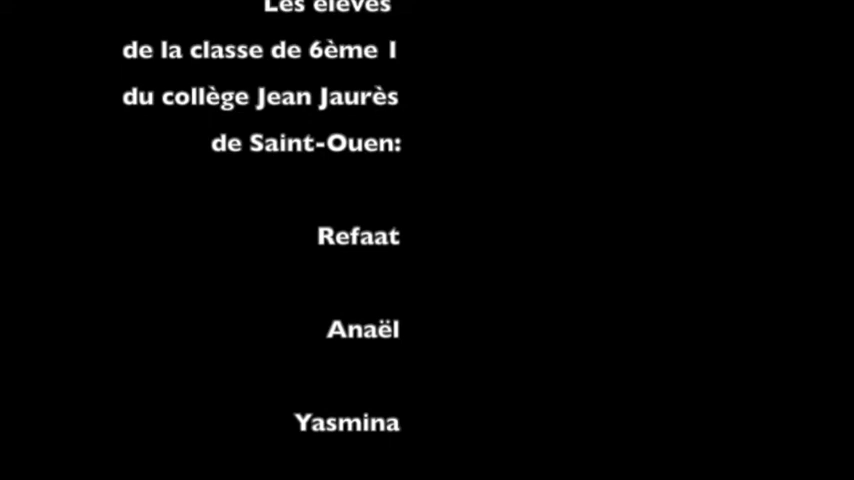 Les élèves
de la classe de 6ème 1
du collège Jean Jaurès
de Saint-Ouen:
Refaat
Anaël
Yasmina